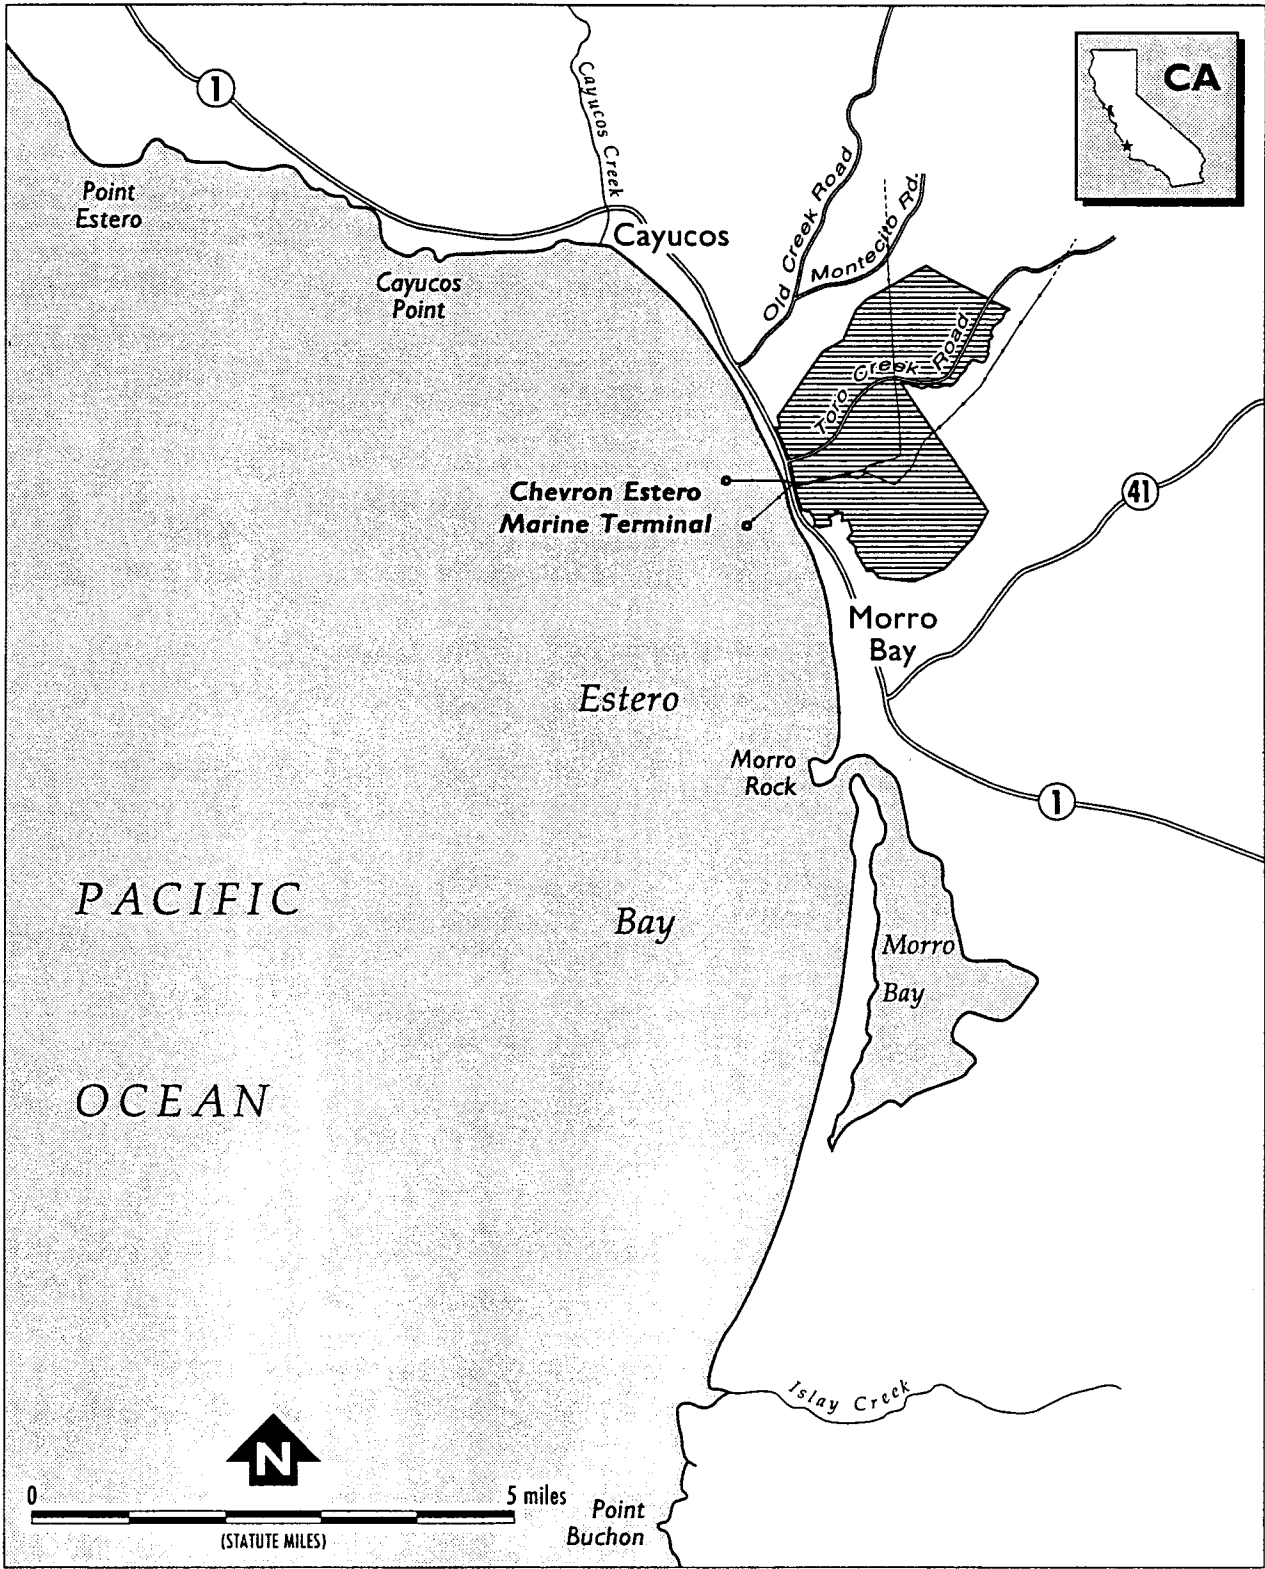 1
CA
Cayucos Creek
Point
Estero
Cayucos
Old Creek Road
Montecito Rd.
Cayucos
Point
Toro Creek Road
Chevron Estero
Marine Terminal
41
Morro
Bay
Estero
Morro
Rock
1
PACIFIC
Bay
Morro
Bay
OCEAN
Islay Creek
N
0
5 miles
(STATUTE MILES)
Point
Buchon